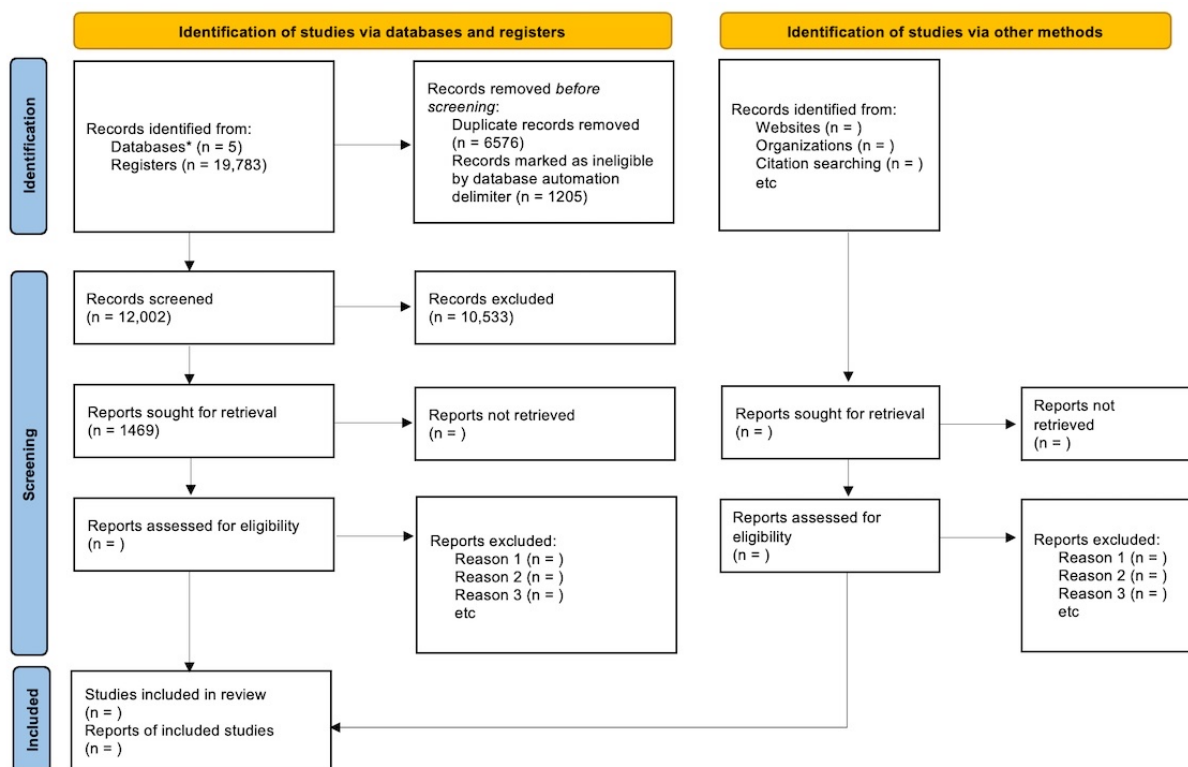 Identification of studies via databases and registers
Identification of studies via other methods
Identification
Records identified from:
Databases* (n = 5)
Registers (n = 19,783)
Records removed before
screening:
Duplicate records removed
(n = 6576)
Records marked as ineligible
by database automation
delimiter (n = 1205)
Records identified from:
Websites (n = )
Organizations (n = )
Citation searching (n = )
etc
Screening
Records screened
(n = 12,002)
Records excluded
(n = 10,533)
Reports sought for retrieval
(n = 1469)
Reports not retrieved
(n = )
Reports sought for retrieval
(n = )
Reports not
retrieved
(n = )
Reports assessed for eligibility
(n = )
Reports excluded:
Reason 1 (n = )
Reason 2 (n = )
Reason 3 (n = )
etc
Reports assessed for
eligibility
(n = )
Reports excluded:
Reason 1 (n = )
Reason 2 (n = )
Reason 3 (n = )
etc
Included
Studies included in review
(n = )
Reports of included studies
(n = )